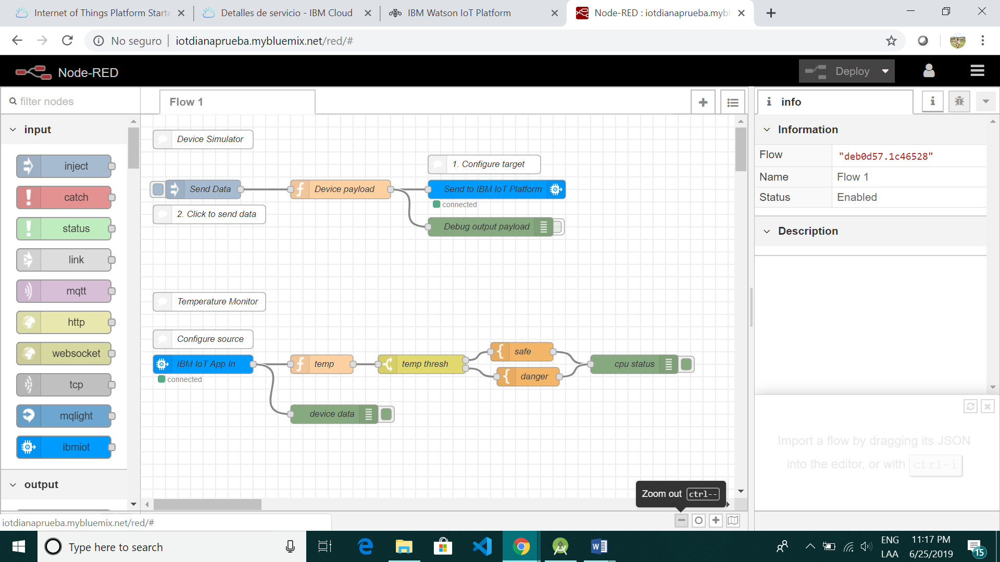 Internet of Things Platform Starte
Detalles de servicio - IBM Cloud
IBM Watson IoT Platform
Node-RED : iotdianaprueba.mybl
No seguro
iotdianaprueba.mybluemix.net/red/#
Node-RED
Deploy
filter nodes
Flow 1
info
input
inject
catch
status
link
mqtt
http
websocket
tcp
mqlight
ibmiot
output
Device Simulator
1. Configure target
Send Data
Device payload
Send to IBM IoT Platform
connected
2. Click to send data
Debug output payload
Temperature Monitor
Configure source
IBM IoT App In
connected
temp
temp thresh
safe
danger
cpu status
device data
Information
Flow "deb0d57.1c46528"
Name Flow 1
Status Enabled
Description
Import a flow by dragging its JSON
into the editor, or with ctrl-i
Zoom out ctrl--
iotdianaprueba.mybluemix.net/red/#
Type here to search
ENG
LAA
11:17 PM
6/25/2019
15